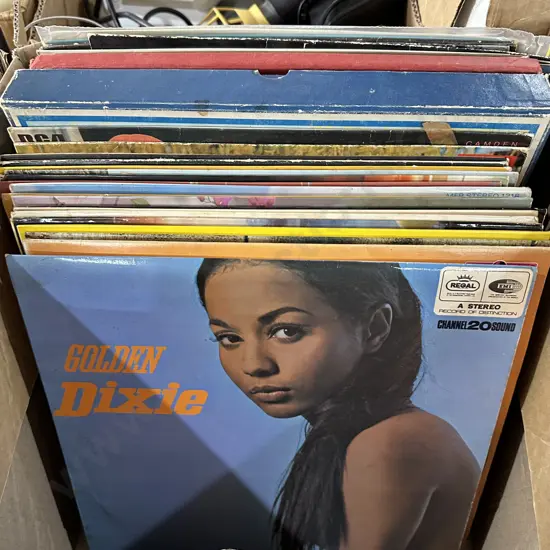 RCA
CAMDEN
GOLDEN
Dixie
REGAL
EMI
A STEREO
RECORD OF DISTINCTION
CHANNEL 20 SOUND